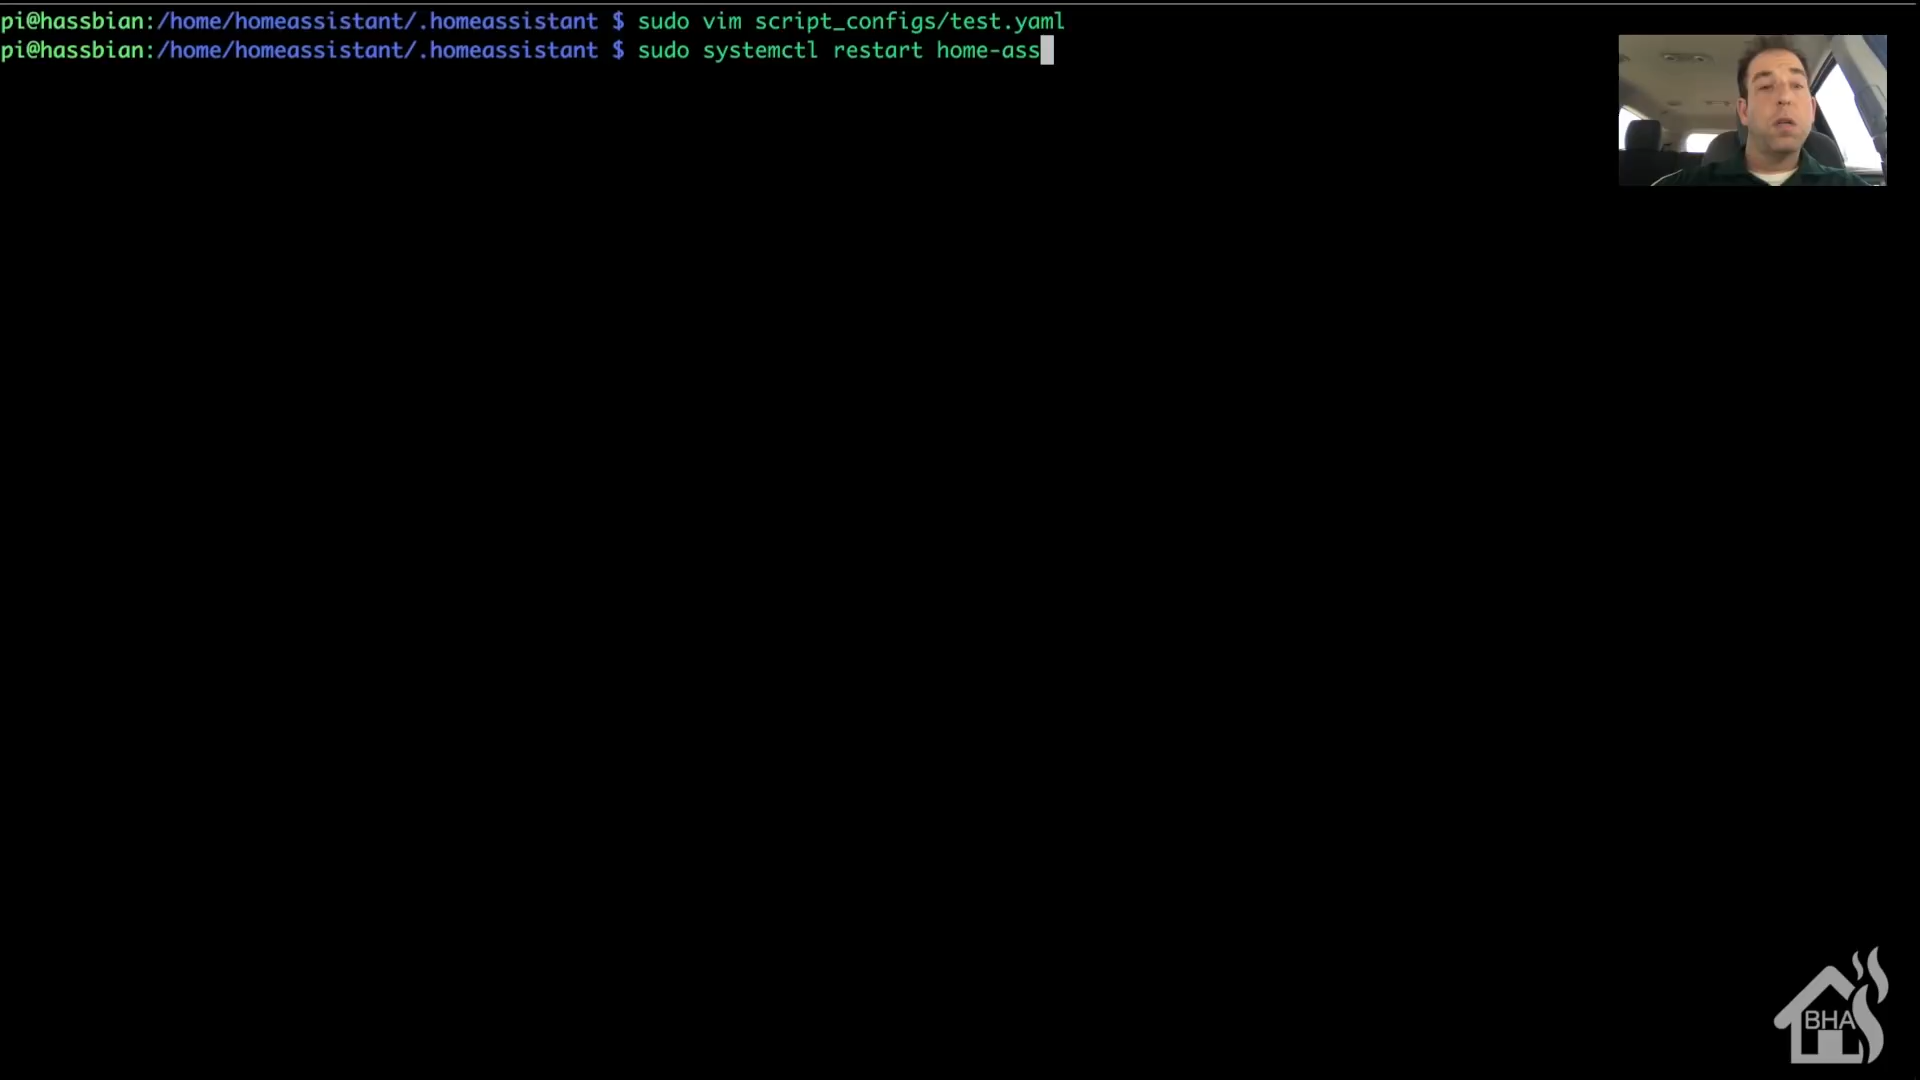 pi@hassbian:/home/homeassistant/.homeassistant $ sudo vim script_configs/test.yaml
pi@hassbian:/home/homeassistant/.homeassistant $ sudo systemctl restart home-ass
BHA